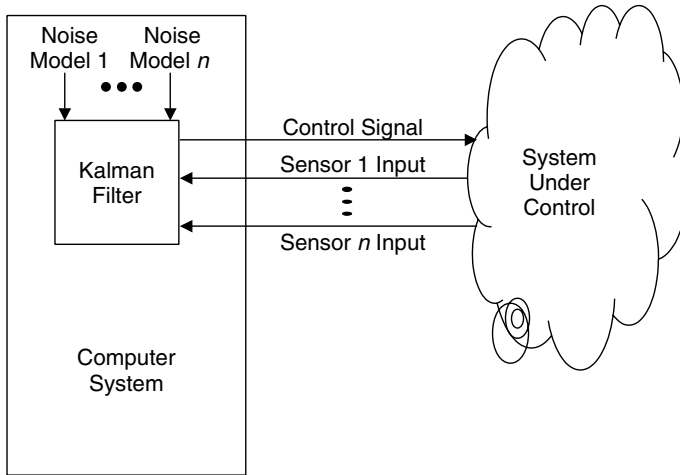 Noise
Model 1
Noise
Model n
Control Signal
Sensor 1 Input
Sensor n Input
Kalman
Filter
System
Under
Control
Computer
System